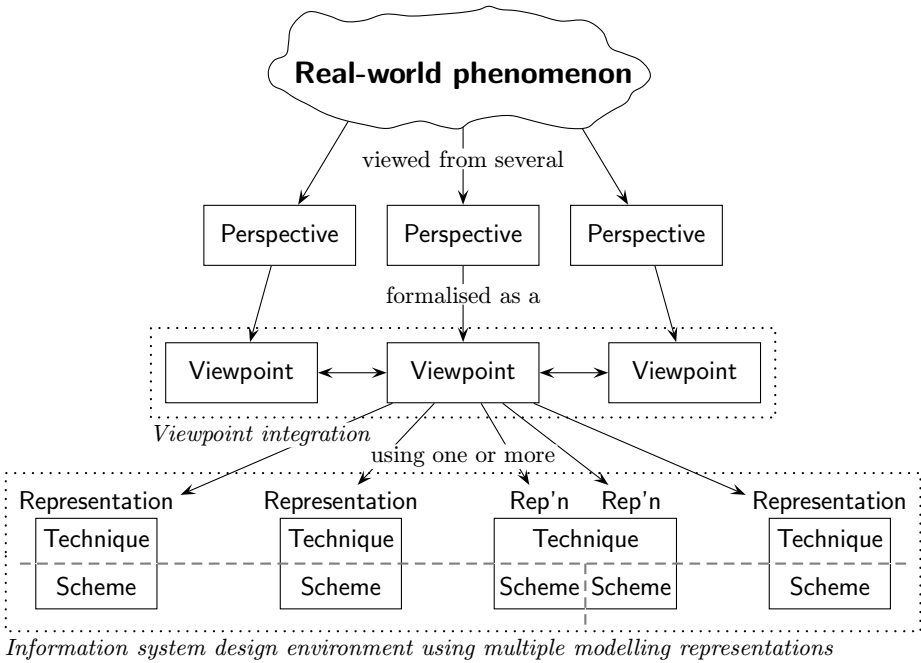 Real-world phenomenon
viewed from several
Perspective Perspective Perspective
formalised as a
Viewpoint Viewpoint Viewpoint
Viewpoint integration
using one or more
Representation Representation Rep'n Rep'n Representation
Technique Technique Technique Technique
Scheme Scheme Scheme Scheme Scheme
Information system design environment using multiple modelling representations